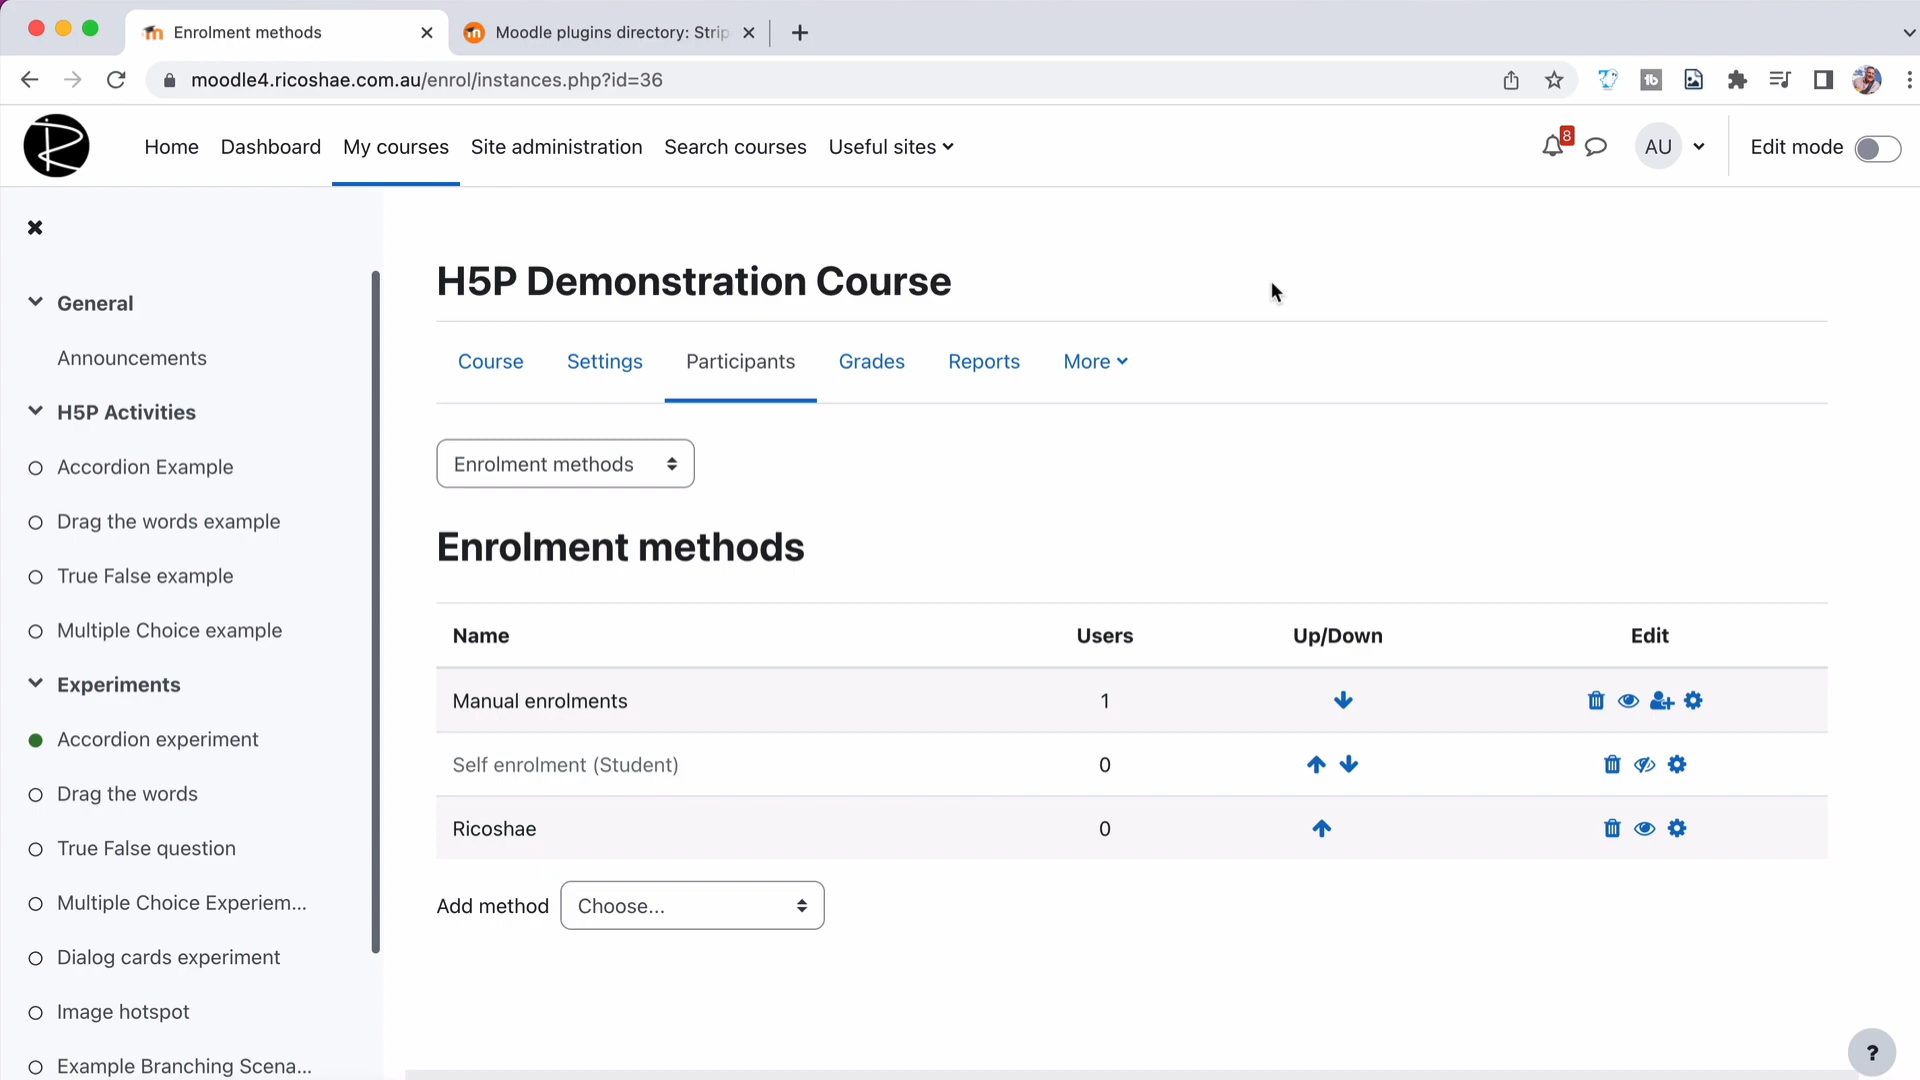 Enrolment methods
Moodle plugins directory: Strip
moodle4.ricoshae.com.au/enrol/instances.php?id=36
Home Dashboard My courses Site administration Search courses Useful sites
8
AU
Edit mode
General
Announcements
H5P Activities
Accordion Example
Drag the words example
True False example
Multiple Choice example
Experiments
Accordion experiment
Drag the words
True False question
Multiple Choice Experiem...
Dialog cards experiment
Image hotspot
Example Branching Scena...
H5P Demonstration Course
Course Settings Participants Grades Reports More
Enrolment methods
Enrolment methods
Name Users Up/Down Edit
Manual enrolments 1
Self enrolment (Student) 0
Ricoshae 0
Add method Choose...
?